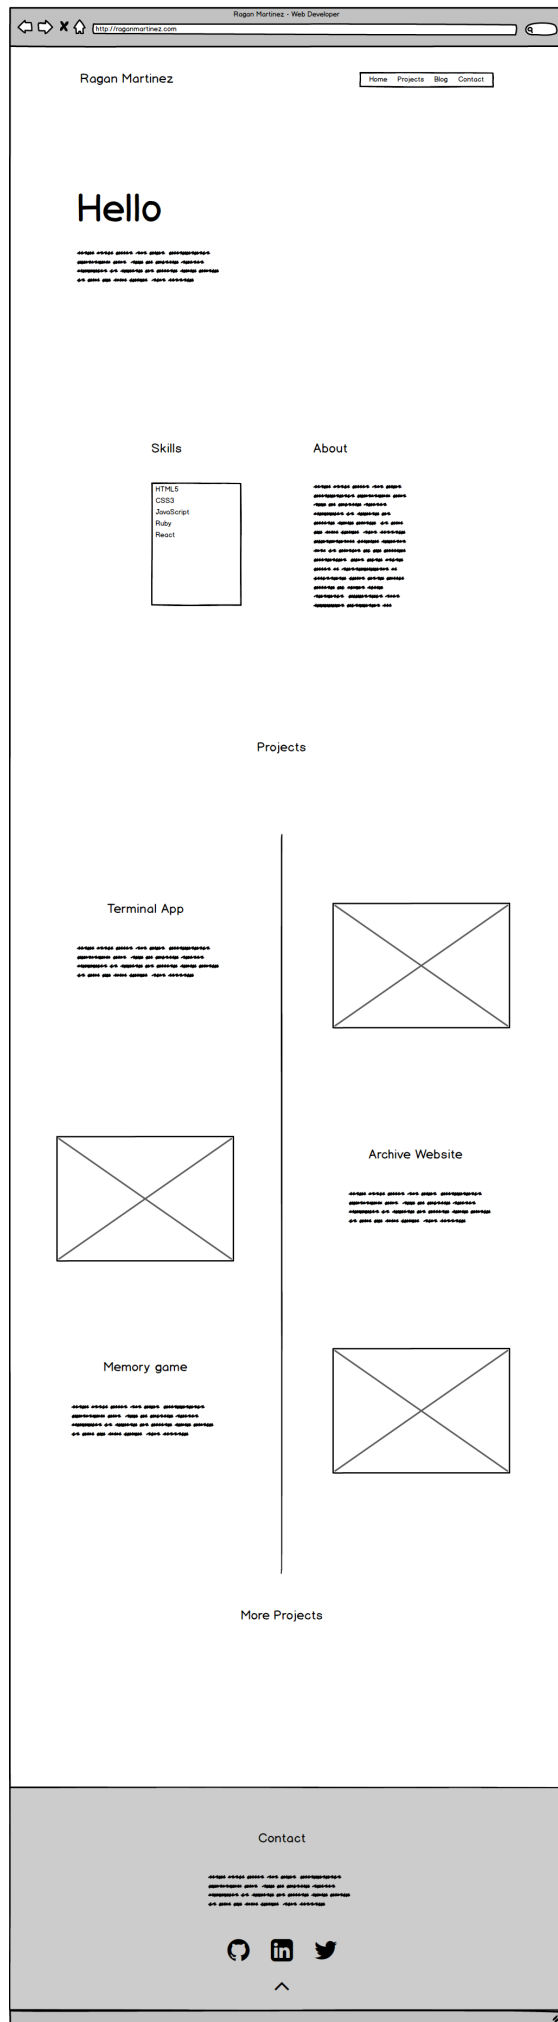 Ragan Martinez - Web Developer
http://raganmartinez.com
Ragan Martinez
Home Projects Blog Contact
Hello
Skills
HTML5
CSS3
JavaScript
Ruby
React
About
Projects
Terminal App
Archive Website
Memory game
More Projects
Contact
in